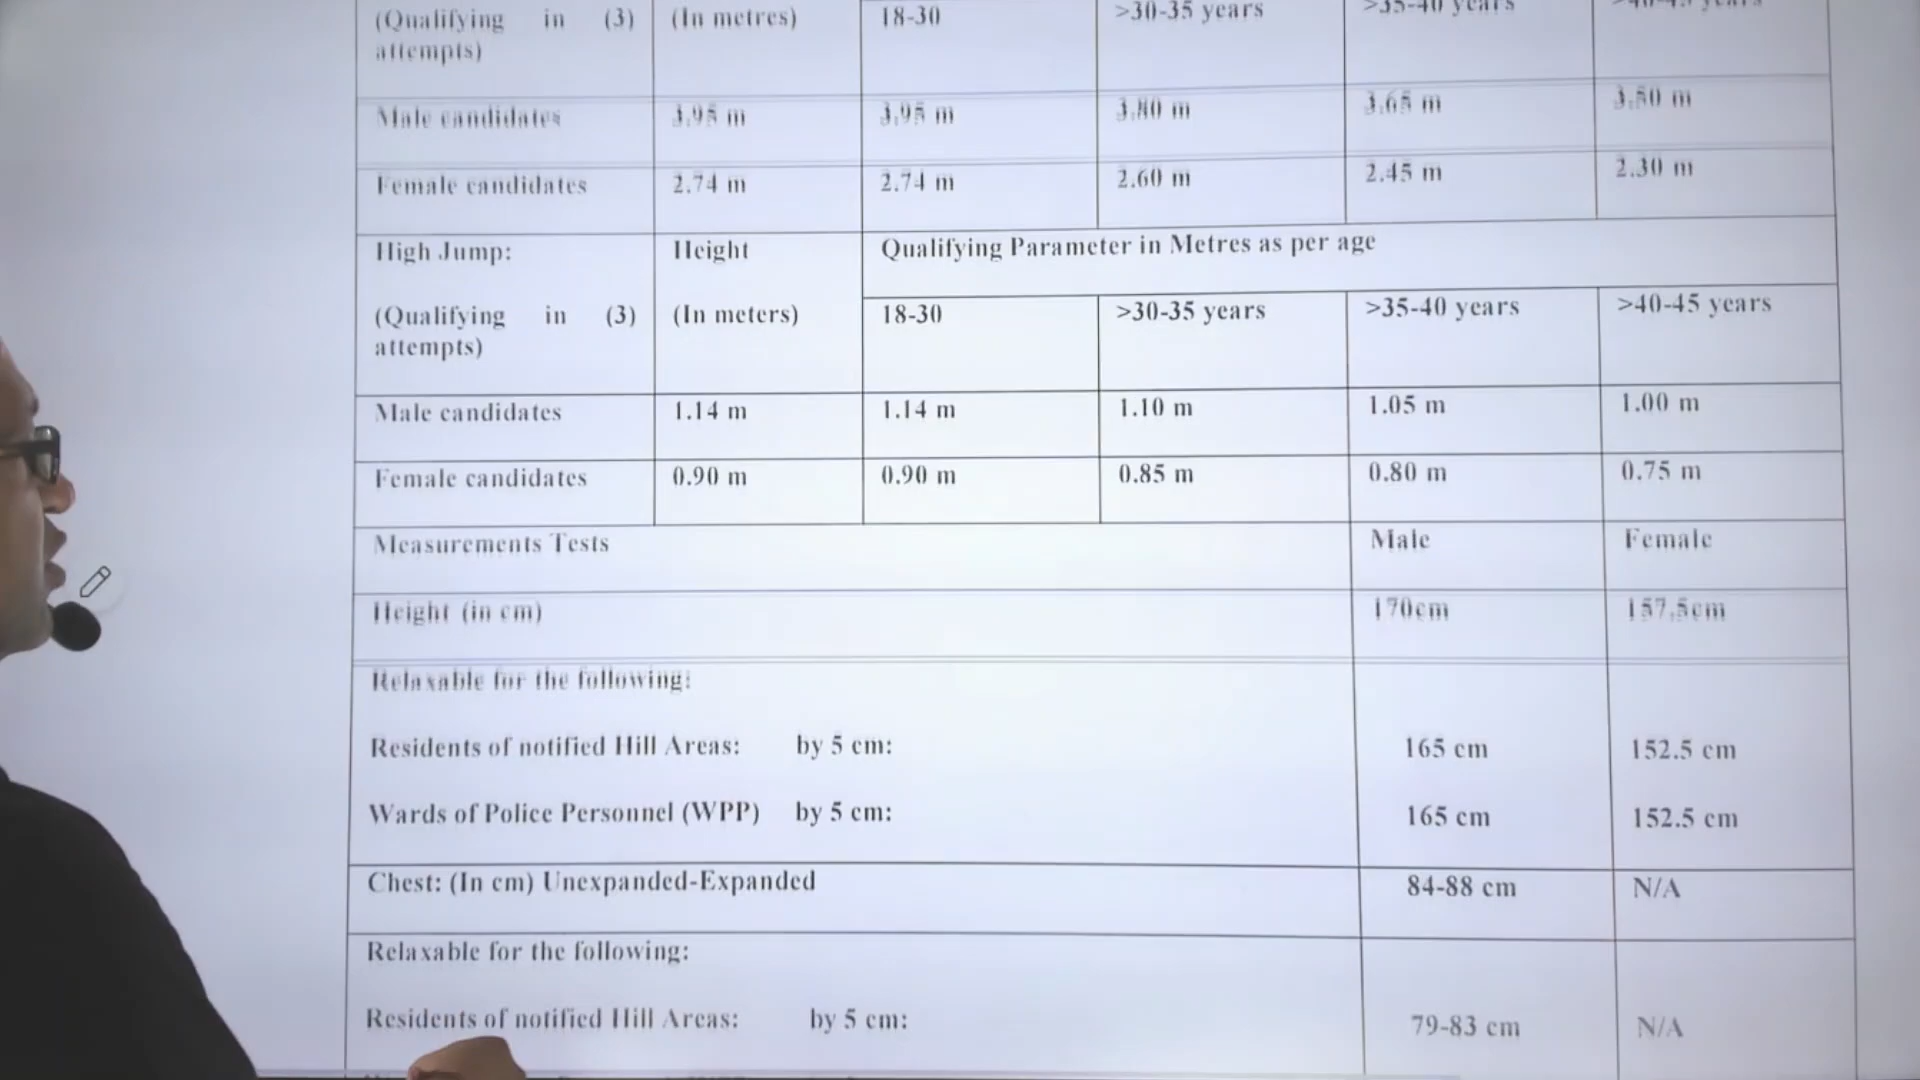 (Qualifying in (3) (In metres) 18-30 >30-35 years >35-40 years >40-45 years
attempts)
Male candidates 3.95 m 3.95 m 3.80 m 3.65 m 3.50 m
Female candidates 2.74 m 2.74 m 2.60 m 2.45 m 2.30 m
High Jump: Height Qualifying Parameter in Metres as per age
(Qualifying in (3) (In meters) 18-30 >30-35 years >35-40 years >40-45 years
attempts)
Male candidates 1.14 m 1.14 m 1.10 m 1.05 m 1.00 m
Female candidates 0.90 m 0.90 m 0.85 m 0.80 m 0.75 m
Measurements Tests Male Female
Height (in cm) 170cm 157.5cm
Relaxable for the following:
Residents of notified Hill Areas: by 5 cm: 165 cm 152.5 cm
Wards of Police Personnel (WPP) by 5 cm: 165 cm 152.5 cm
Chest: (In cm) Unexpanded-Expanded 84-88 cm N/A
Relaxable for the following:
Residents of notified Hill Areas: by 5 cm: 79-83 cm N/A